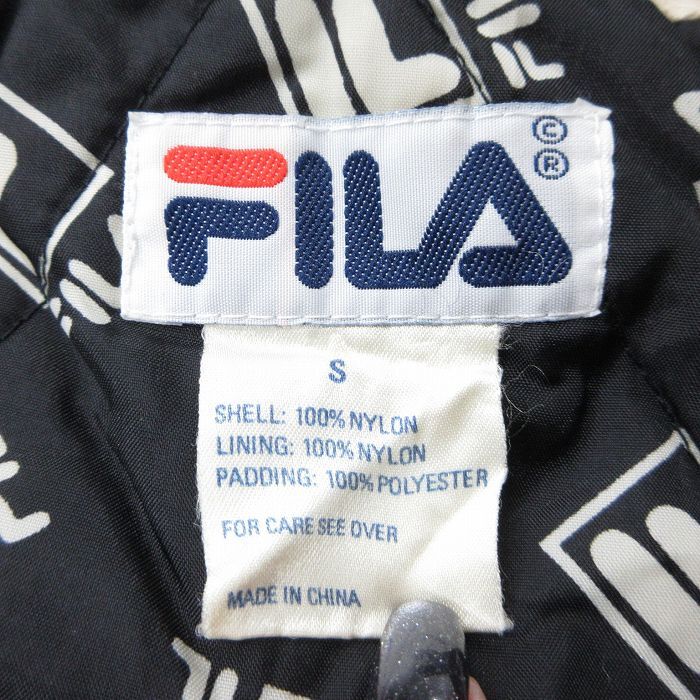 FILA © ®
S
SHELL: 100% NYLON
LINING: 100% NYLON
PADDING: 100% POLYESTER
FOR CARE SEE OVER
MADE IN CHINA